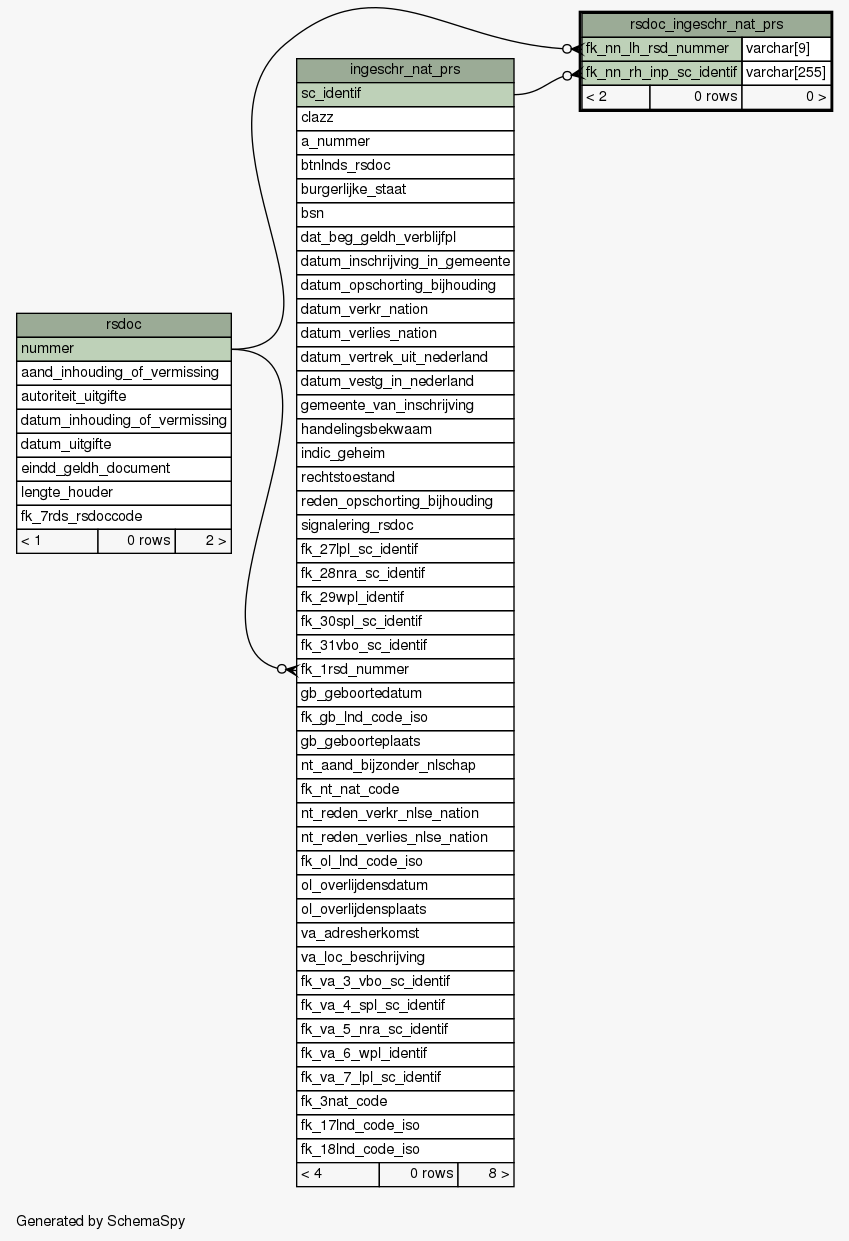 rsdoc_ingeschr_nat_prs
fk_nn_lh_rsd_nummer varchar[9]
fk_nn_rh_inp_sc_identif varchar[255]
< 2 0 rows 0 >
ingeschr_nat_prs
sc_identif
clazz
a_nummer
btnlnds_rsdoc
burgerlijke_staat
bsn
dat_beg_geldh_verblijfpl
datum_inschrijving_in_gemeente
datum_opschorting_bijhouding
datum_verkr_nation
datum_verlies_nation
datum_vertrek_uit_nederland
datum_vestg_in_nederland
gemeente_van_inschrijving
handelingsbekwaam
indic_geheim
rechtstoestand
reden_opschorting_bijhouding
signalering_rsdoc
fk_27lpl_sc_identif
fk_28nra_sc_identif
fk_29wpl_identif
fk_30spl_sc_identif
fk_31vbo_sc_identif
fk_1rsd_nummer
gb_geboortedatum
fk_gb_lnd_code_iso
gb_geboorteplaats
nt_aand_bijzonder_nlschap
fk_nt_nat_code
nt_reden_verkr_nlse_nation
nt_reden_verlies_nlse_nation
fk_ol_lnd_code_iso
ol_overlijdensdatum
ol_overlijdensplaats
va_adresherkomst
va_loc_beschrijving
fk_va_3_vbo_sc_identif
fk_va_4_spl_sc_identif
fk_va_5_nra_sc_identif
fk_va_6_wpl_identif
fk_va_7_lpl_sc_identif
fk_3nat_code
fk_17lnd_code_iso
fk_18lnd_code_iso
< 4 0 rows 8 >
rsdoc
nummer
aand_inhouding_of_vermissing
autoriteit_uitgifte
datum_inhouding_of_vermissing
datum_uitgifte
eindd_geldh_document
lengte_houder
fk_7rds_rsdoccode
< 1 0 rows 2 >
Generated by SchemaSpy